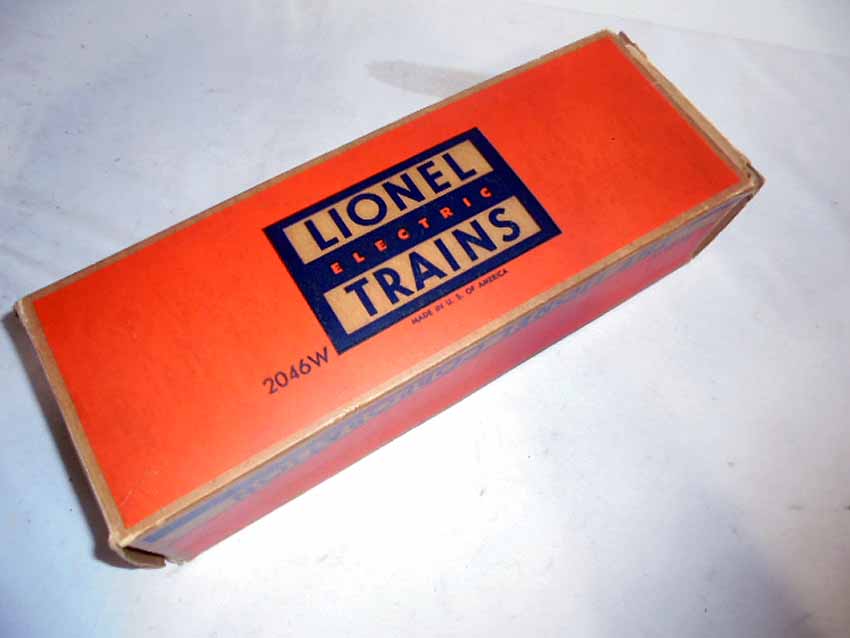 LIONEL
ELECTRIC
TRAINS
MADE IN U. S. OF AMERICA
2046W